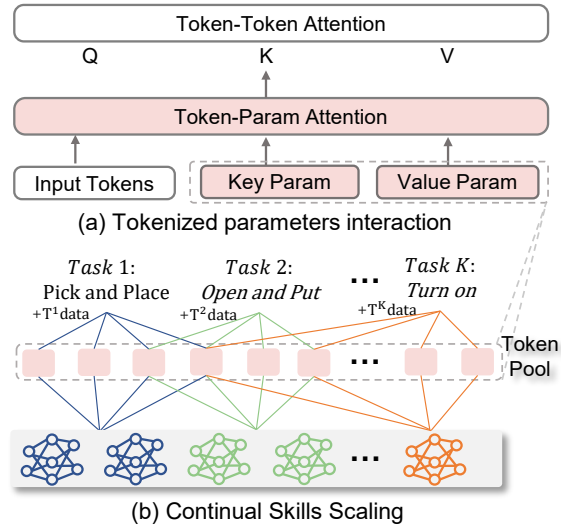 Token-Token Attention
Q K V
Token-Param Attention
Input Tokens Key Param Value Param
(a) Tokenized parameters interaction
Task 1: Task 2: ... Task K:
Pick and Place Open and Put Turn on
+T¹data +T²data +Tᴷdata
... Token
Pool
...
(b) Continual Skills Scaling